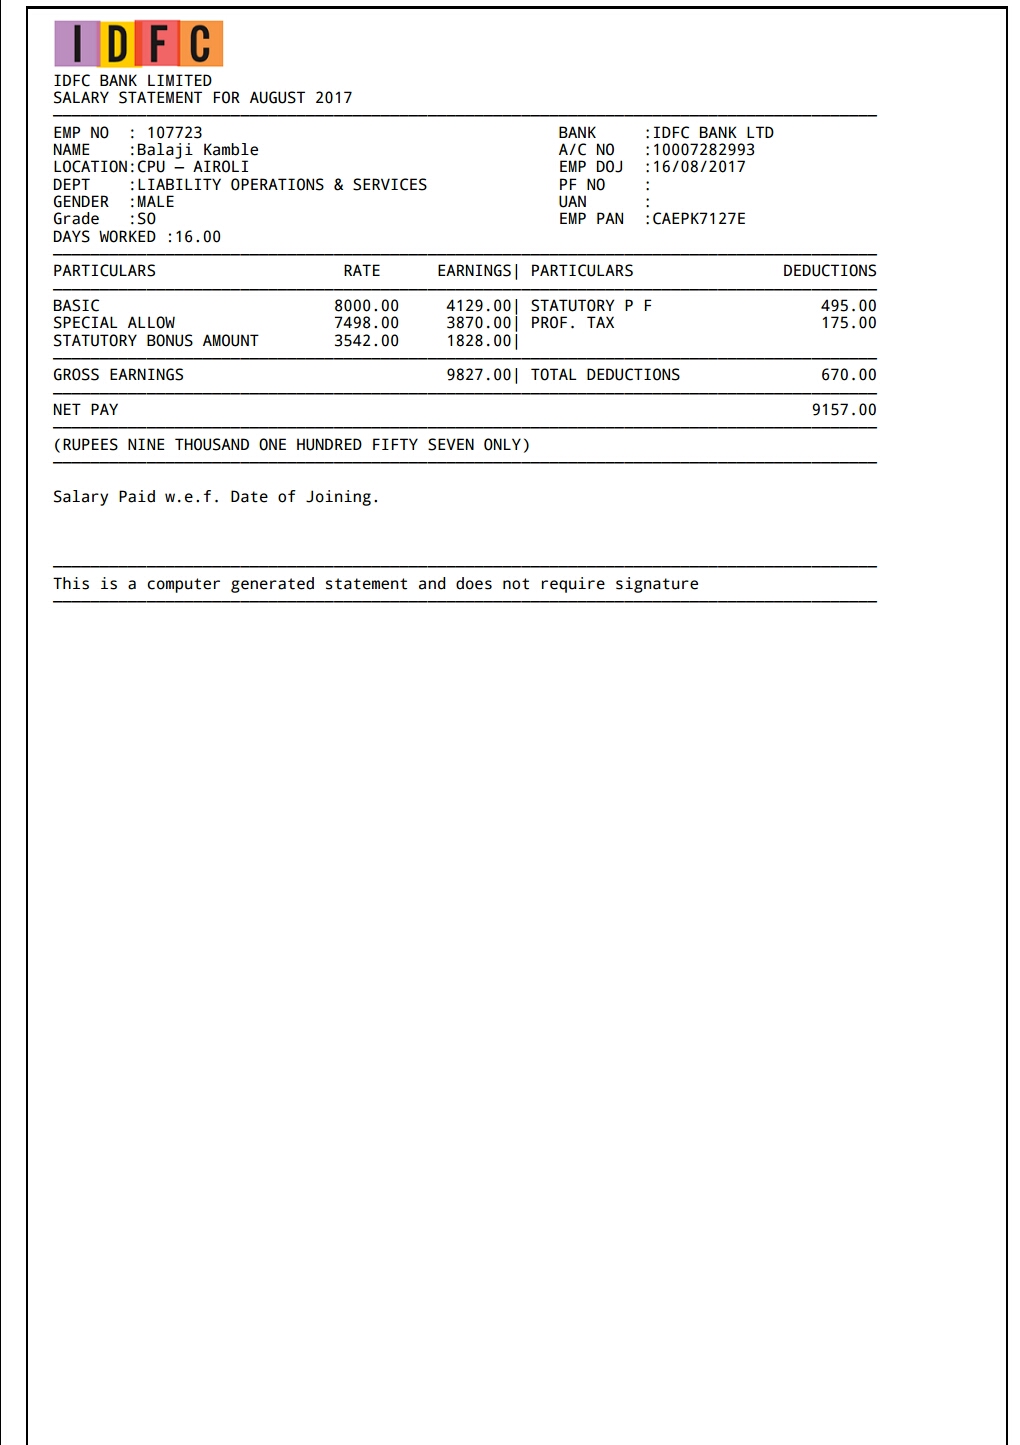 IDFC
IDFC BANK LIMITED
SALARY STATEMENT FOR AUGUST 2017
EMP NO : 107723 BANK :IDFC BANK LTD
NAME :Balaji Kamble A/C NO :10007282993
LOCATION:CPU – AIROLI EMP DOJ :16/08/2017
DEPT :LIABILITY OPERATIONS & SERVICES PF NO :
GENDER :MALE UAN :
Grade :SO EMP PAN :CAEPK7127E
DAYS WORKED :16.00
PARTICULARS RATE EARNINGS| PARTICULARS DEDUCTIONS
BASIC 8000.00 4129.00| STATUTORY P F 495.00
SPECIAL ALLOW 7498.00 3870.00| PROF. TAX 175.00
STATUTORY BONUS AMOUNT 3542.00 1828.00|
GROSS EARNINGS 9827.00| TOTAL DEDUCTIONS 670.00
NET PAY 9157.00
(RUPEES NINE THOUSAND ONE HUNDRED FIFTY SEVEN ONLY)
Salary Paid w.e.f. Date of Joining.
This is a computer generated statement and does not require signature